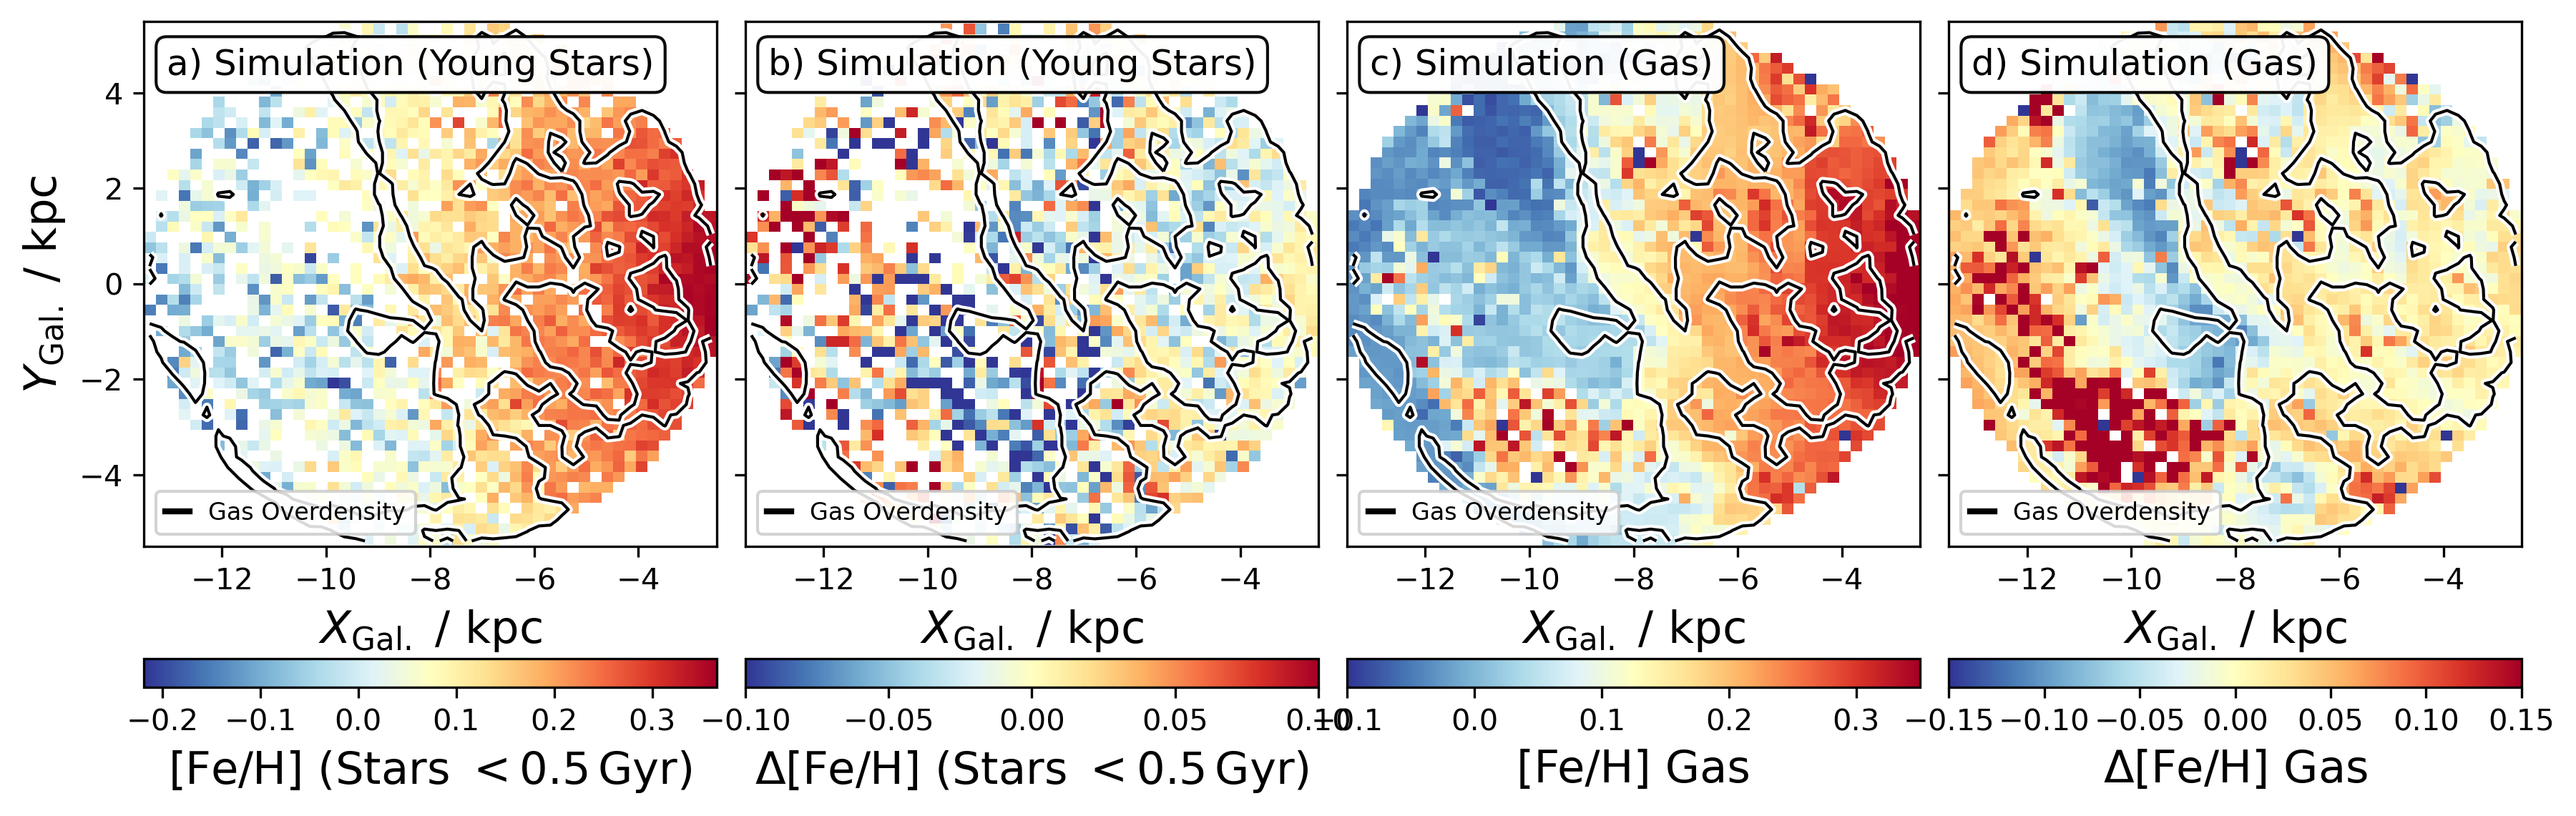 a) Simulation (Young Stars)
b) Simulation (Young Stars)
c) Simulation (Gas)
d) Simulation (Gas)
Y_Gal. / kpc
4
2
0
−2
−4
Gas Overdensity
Gas Overdensity
Gas Overdensity
Gas Overdensity
−12 −10 −8 −6 −4
−12 −10 −8 −6 −4
−12 −10 −8 −6 −4
−12 −10 −8 −6 −4
X_Gal. / kpc
X_Gal. / kpc
X_Gal. / kpc
X_Gal. / kpc
−0.2 −0.1 0.0 0.1 0.2 0.3
−0.10 −0.05 0.00 0.05 0.10
−0.1 0.0 0.1 0.2 0.3
−0.15 −0.10 −0.05 0.00 0.05 0.10 0.15
[Fe/H] (Stars < 0.5 Gyr)
Δ[Fe/H] (Stars < 0.5 Gyr)
[Fe/H] Gas
Δ[Fe/H] Gas